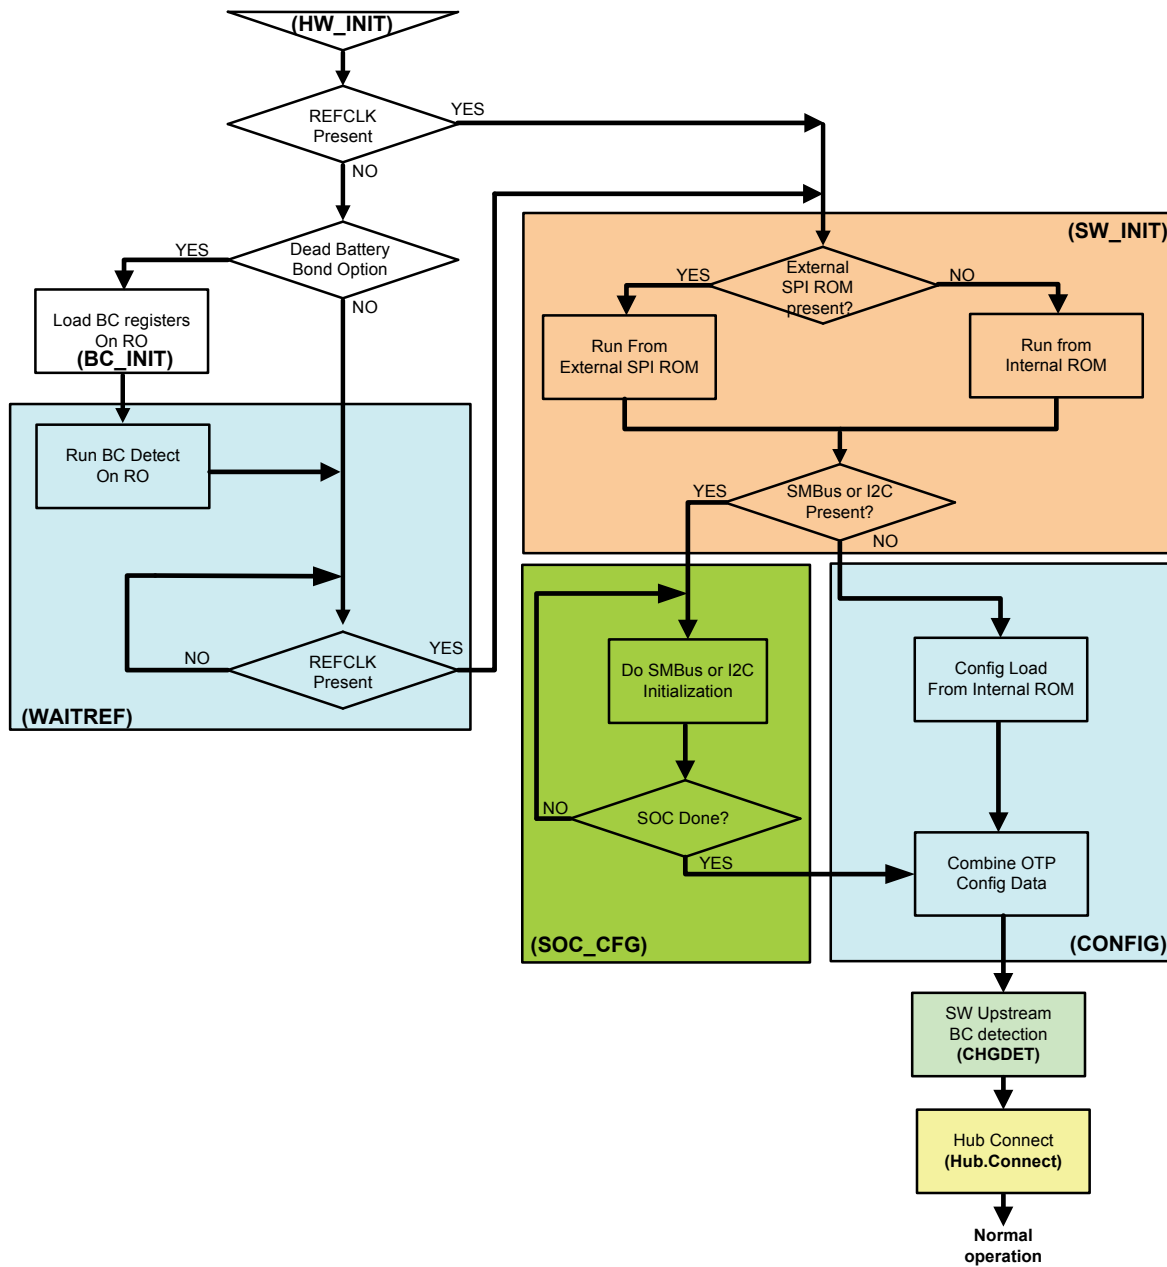 (HW_INIT)
REFCLK
Present
YES
NO
Dead Battery
Bond Option
YES
NO
Load BC registers
On RO
(BC_INIT)
Run BC Detect
On RO
REFCLK
Present
NO
YES
(WAITREF)
(SW_INIT)
External
SPI ROM
present?
YES
NO
Run From
External SPI ROM
Run from
Internal ROM
SMBus or I2C
Present?
YES
NO
Do SMBus or I2C
Initialization
SOC Done?
NO
YES
(SOC_CFG)
Config Load
From Internal ROM
Combine OTP
Config Data
(CONFIG)
SW Upstream
BC detection
(CHGDET)
Hub Connect
(Hub.Connect)
Normal
operation